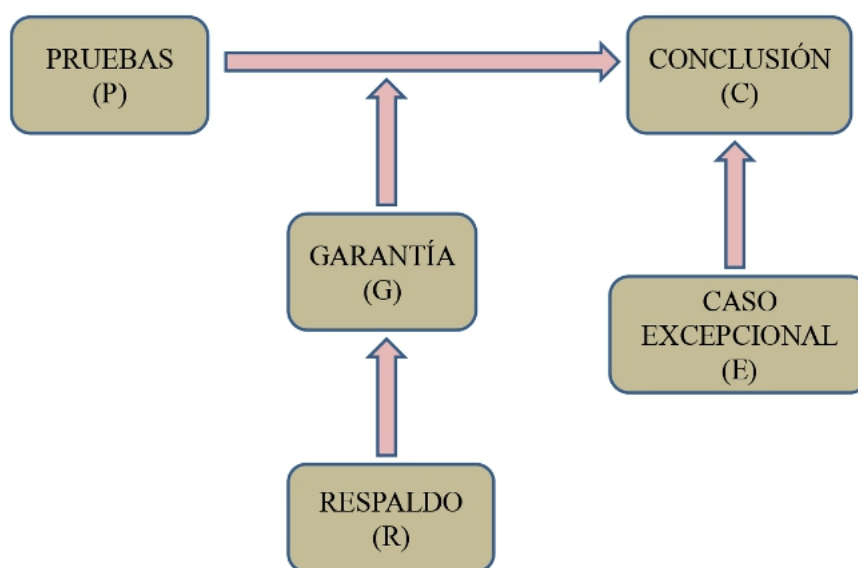 PRUEBAS
(P)
CONCLUSIÓN
(C)
GARANTÍA
(G)
CASO
EXCEPCIONAL
(E)
RESPALDO
(R)